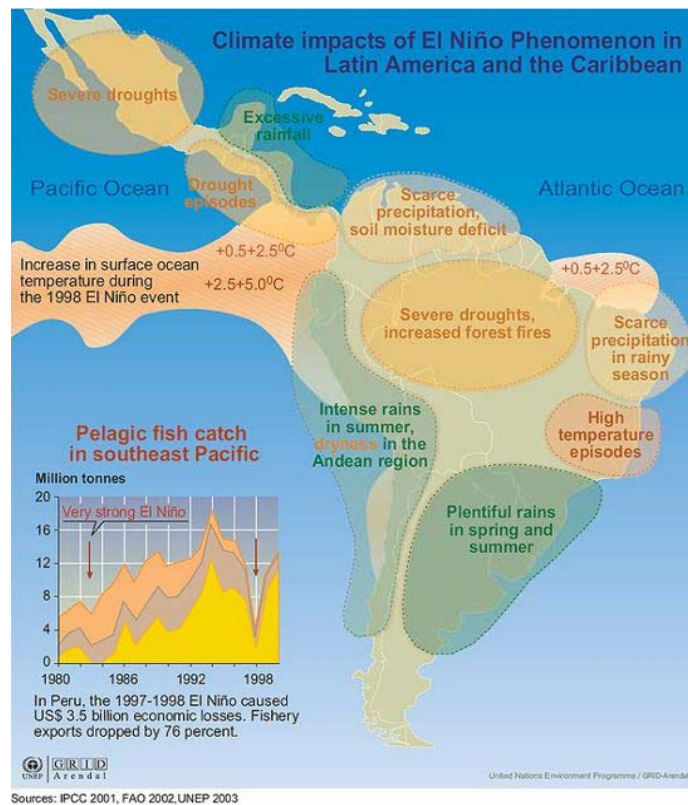 Climate impacts of El Niño Phenomenon in
Latin America and the Caribbean
Severe droughts
Excessive
rainfall
Pacific Ocean
Drought
episodes
Scarce
precipitation,
soil moisture deficit
Atlantic Ocean
+0.5+2.5⁰C
Increase in surface ocean
temperature during
the 1998 El Niño event
+2.5+5.0⁰C
+0.5+2.5⁰C
Severe droughts,
increased forest fires
Scarce
precipitation
in rainy
season
Intense rains
in summer,
dryness in the
Andean region
High
temperature
episodes
Plentiful rains
in spring and
summer
Pelagic fish catch
in southeast Pacific
Million tonnes
20
Very strong El Niño
16
12
8
4
0
1980 1986 1992 1998
In Peru, the 1997-1998 El Niño caused
US$ 3.5 billion economic losses. Fishery
exports dropped by 76 percent.
UNEP
GRID
Arendal
United Nations Environment Programme / GRID-Arendal
Sources: IPCC 2001, FAO 2002,UNEP 2003